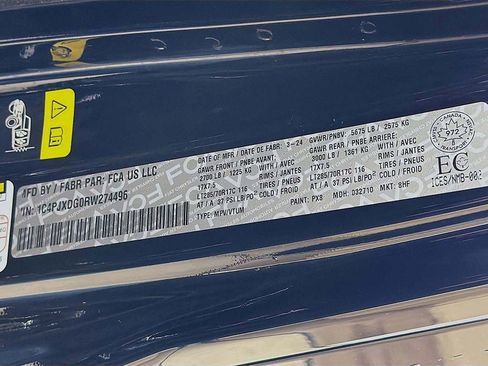 MFD BY / FABR PAR: FCA US LLC
VIN: 1C4PJXDG0RW274496
DATE OF MFR / DATE DE FABR: 3-24 GVWR/PNBV: 5675 LB / 2575 KG
GAWR FRONT / PNBE AVANT: GAWR REAR / PNBE ARRIERE:
2700 LB / 1225 KG WITH / AVEC 3000 LB / 1361 KG WITH / AVEC
17X7.5 RIMS / JANTES 17X7.5 RIMS / JANTES
LT285/70R17C 116 TIRES / PNEUS LT285/70R17C 116 TIRES / PNEUS
AT / A 37 PSI/LB/PO² COLD / A FROID AT / A 37 PSI/LB/PO² COLD / A FROID
TYPE: MPV/VTUM PAINT: PX8 MDH: 032710 MKT: BHF
CANADA
972
EC
ICES/NMB-002